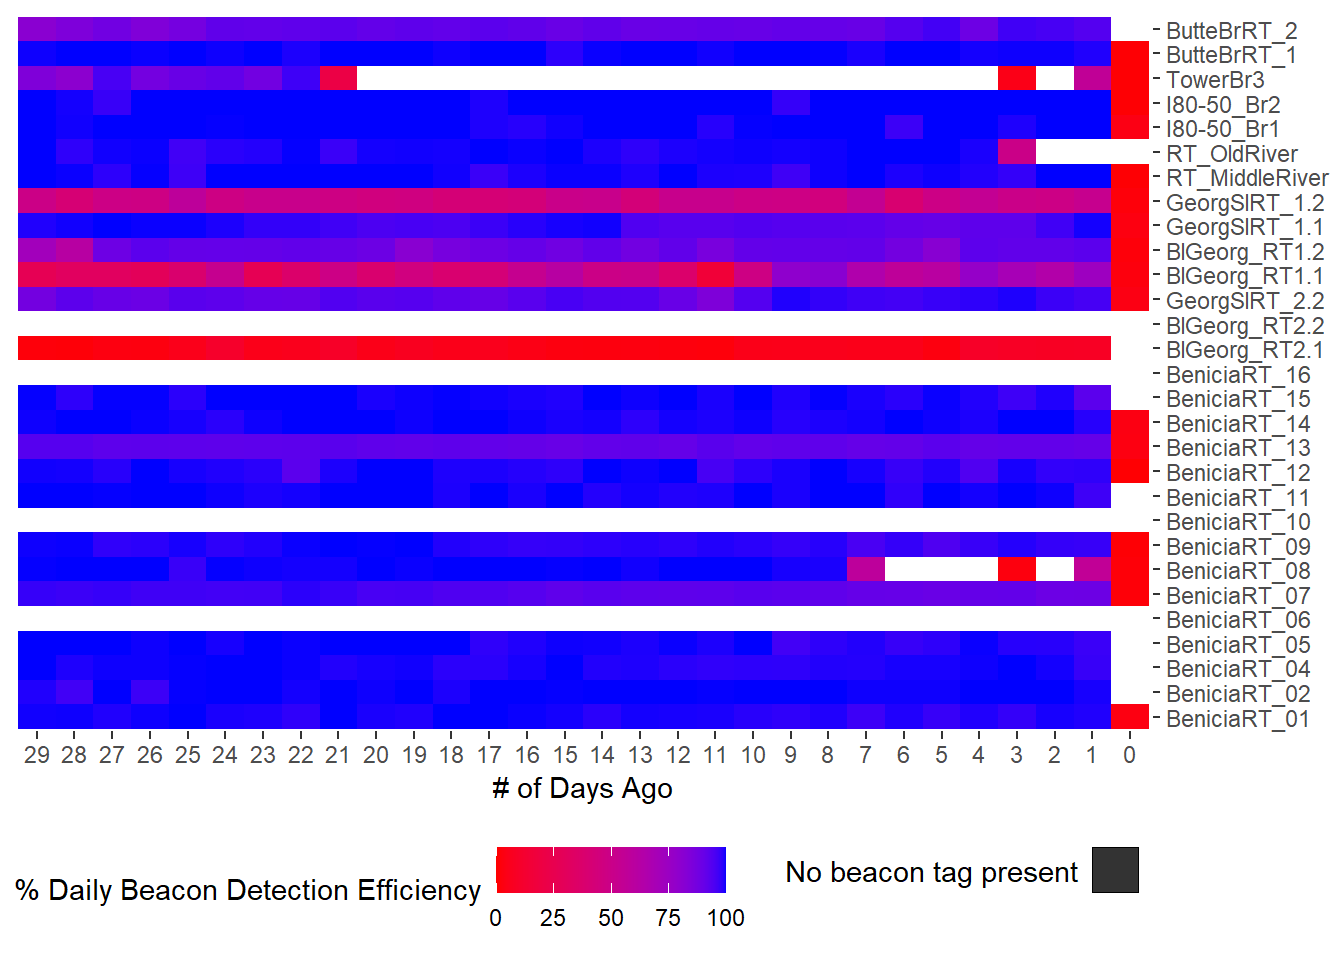 ButteBrRT_2
ButteBrRT_1
TowerBr3
I80-50_Br2
I80-50_Br1
RT_OldRiver
RT_MiddleRiver
GeorgSlRT_1.2
GeorgSlRT_1.1
BlGeorg_RT1.2
BlGeorg_RT1.1
GeorgSlRT_2.2
BlGeorg_RT2.2
BlGeorg_RT2.1
BeniciaRT_16
BeniciaRT_15
BeniciaRT_14
BeniciaRT_13
BeniciaRT_12
BeniciaRT_11
BeniciaRT_10
BeniciaRT_09
BeniciaRT_08
BeniciaRT_07
BeniciaRT_06
BeniciaRT_05
BeniciaRT_04
BeniciaRT_02
BeniciaRT_01
29 28 27 26 25 24 23 22 21 20 19 18 17 16 15 14 13 12 11 10 9 8 7 6 5 4 3 2 1 0
# of Days Ago
% Daily Beacon Detection Efficiency
0 25 50 75 100
No beacon tag present